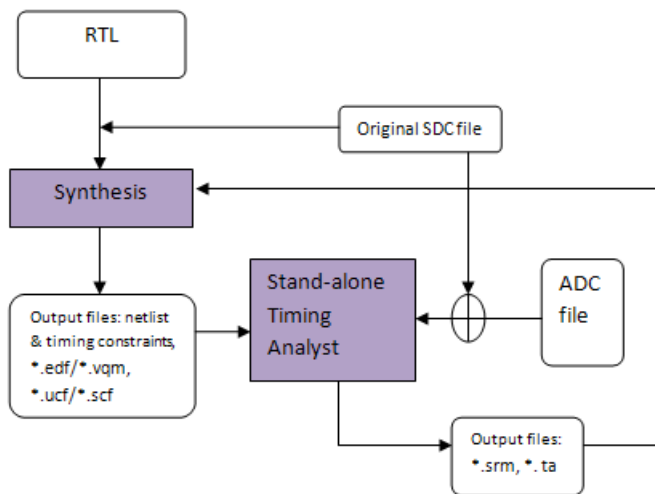 RTL
Original SDC file
Synthesis
Stand-alone
Timing
Analyst
ADC
file
Output files: netlist
& timing constraints,
*.edf/*.vqm,
*.ucf/*.scf
Output files:
*.srm, *. ta